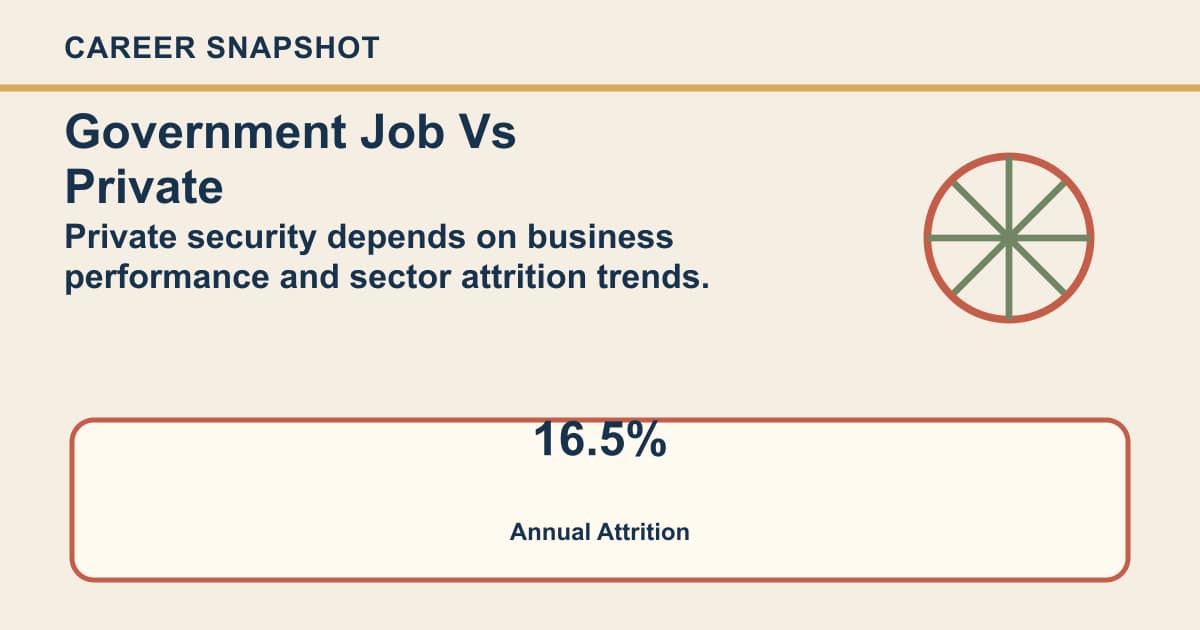 CAREER SNAPSHOT
Government Job Vs
Private
Private security depends on business
performance and sector attrition trends.
16.5%
Annual Attrition